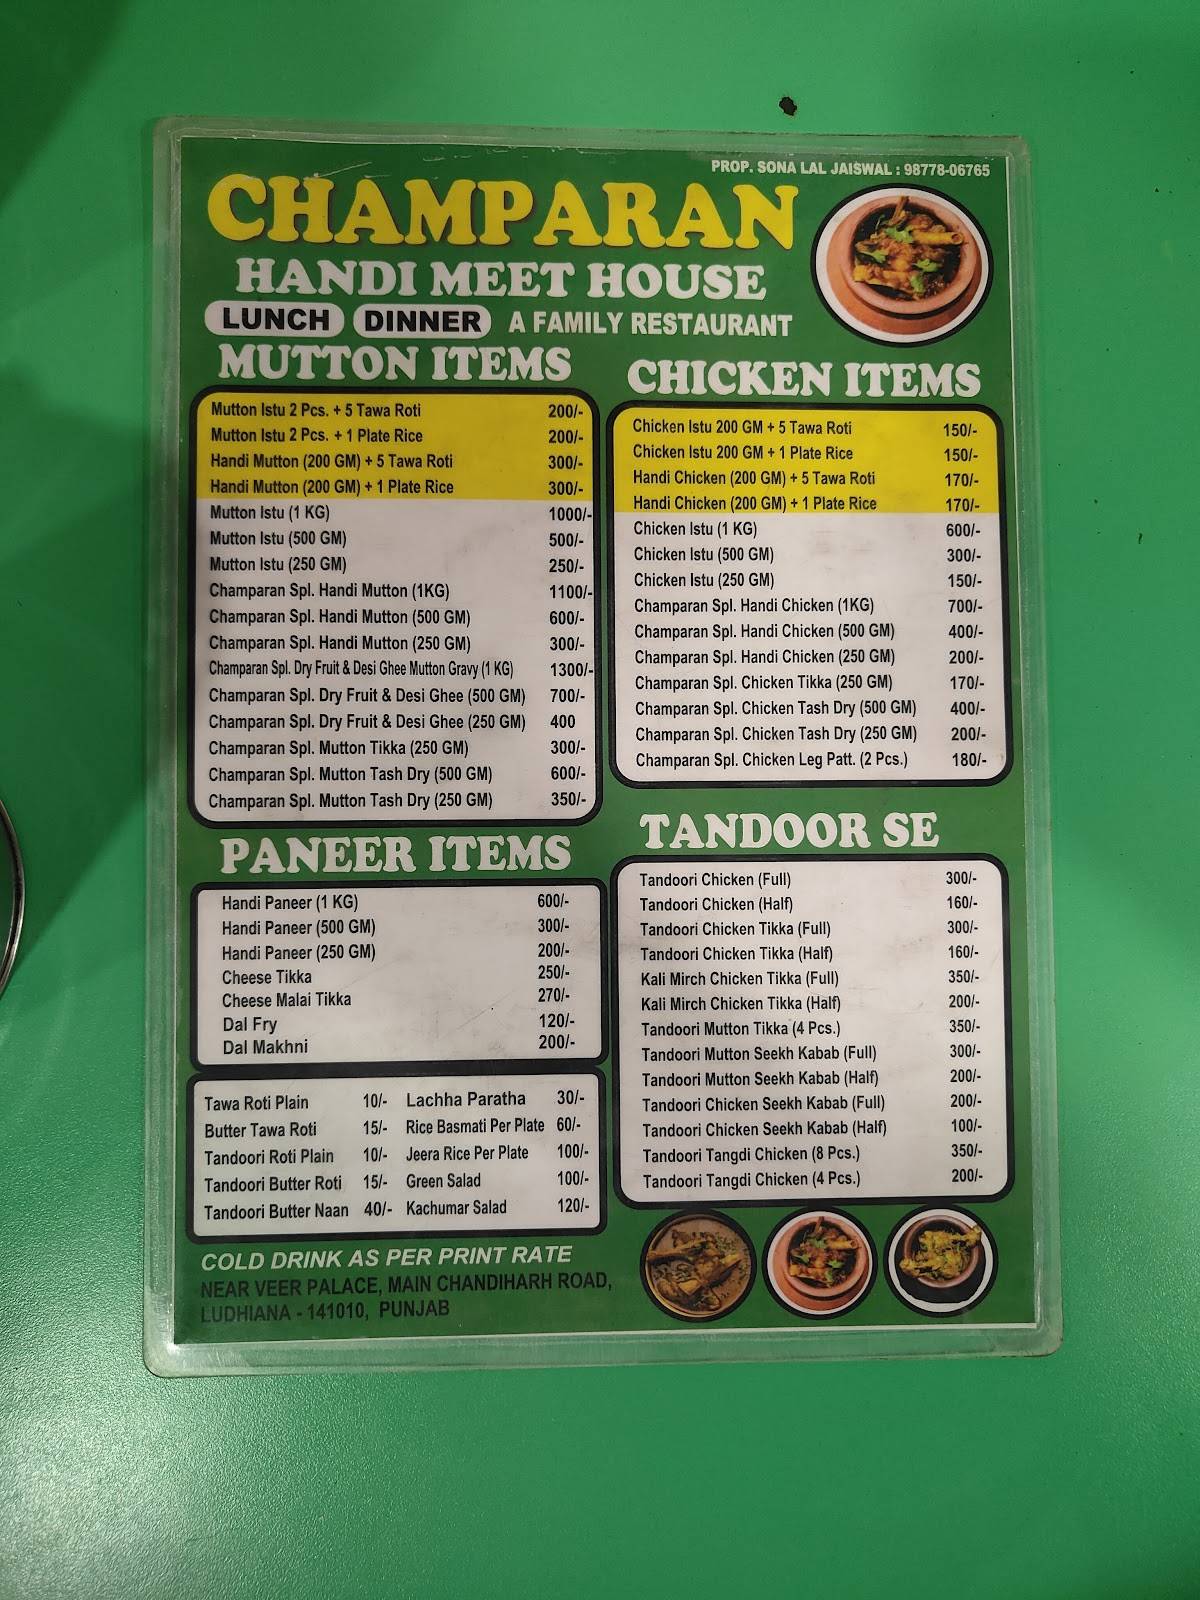 PROP. SONA LAL JAISWAL : 98778-06765
CHAMPARAN
HANDI MEET HOUSE
LUNCH DINNER A FAMILY RESTAURANT
MUTTON ITEMS
Mutton Istu 2 Pcs. + 5 Tawa Roti 200/-
Mutton Istu 2 Pcs. + 1 Plate Rice 200/-
Handi Mutton (200 GM) + 5 Tawa Roti 300/-
Handi Mutton (200 GM) + 1 Plate Rice 300/-
Mutton Istu (1 KG) 1000/-
Mutton Istu (500 GM) 500/-
Mutton Istu (250 GM) 250/-
Champaran Spl. Handi Mutton (1KG) 1100/-
Champaran Spl. Handi Mutton (500 GM) 600/-
Champaran Spl. Handi Mutton (250 GM) 300/-
Champaran Spl. Dry Fruit & Desi Ghee Mutton Gravy (1 KG) 1300/-
Champaran Spl. Dry Fruit & Desi Ghee (500 GM) 700/-
Champaran Spl. Dry Fruit & Desi Ghee (250 GM) 400
Champaran Spl. Mutton Tikka (250 GM) 300/-
Champaran Spl. Mutton Tash Dry (500 GM) 600/-
Champaran Spl. Mutton Tash Dry (250 GM) 350/-
CHICKEN ITEMS
Chicken Istu 200 GM + 5 Tawa Roti 150/-
Chicken Istu 200 GM + 1 Plate Rice 150/-
Handi Chicken (200 GM) + 5 Tawa Roti 170/-
Handi Chicken (200 GM) + 1 Plate Rice 170/-
Chicken Istu (1 KG) 600/-
Chicken Istu (500 GM) 300/-
Chicken Istu (250 GM) 150/-
Champaran Spl. Handi Chicken (1KG) 700/-
Champaran Spl. Handi Chicken (500 GM) 400/-
Champaran Spl. Handi Chicken (250 GM) 200/-
Champaran Spl. Chicken Tikka (250 GM) 170/-
Champaran Spl. Chicken Tash Dry (500 GM) 400/-
Champaran Spl. Chicken Tash Dry (250 GM) 200/-
Champaran Spl. Chicken Leg Patt. (2 Pcs.) 180/-
PANEER ITEMS
Handi Paneer (1 KG) 600/-
Handi Paneer (500 GM) 300/-
Handi Paneer (250 GM) 200/-
Cheese Tikka 250/-
Cheese Malai Tikka 270/-
Dal Fry 120/-
Dal Makhni 200/-
Tawa Roti Plain 10/- Lachha Paratha 30/-
Butter Tawa Roti 15/- Rice Basmati Per Plate 60/-
Tandoori Roti Plain 10/- Jeera Rice Per Plate 100/-
Tandoori Butter Roti 15/- Green Salad 100/-
Tandoori Butter Naan 40/- Kachumar Salad 120/-
TANDOOR SE
Tandoori Chicken (Full) 300/-
Tandoori Chicken (Half) 160/-
Tandoori Chicken Tikka (Full) 300/-
Tandoori Chicken Tikka (Half) 160/-
Kali Mirch Chicken Tikka (Full) 350/-
Kali Mirch Chicken Tikka (Half) 200/-
Tandoori Mutton Tikka (4 Pcs.) 350/-
Tandoori Mutton Seekh Kabab (Full) 300/-
Tandoori Mutton Seekh Kabab (Half) 200/-
Tandoori Chicken Seekh Kabab (Full) 200/-
Tandoori Chicken Seekh Kabab (Half) 100/-
Tandoori Tangdi Chicken (8 Pcs.) 350/-
Tandoori Tangdi Chicken (4 Pcs.) 200/-
COLD DRINK AS PER PRINT RATE
NEAR VEER PALACE, MAIN CHANDIHARH ROAD,
LUDHIANA - 141010, PUNJAB